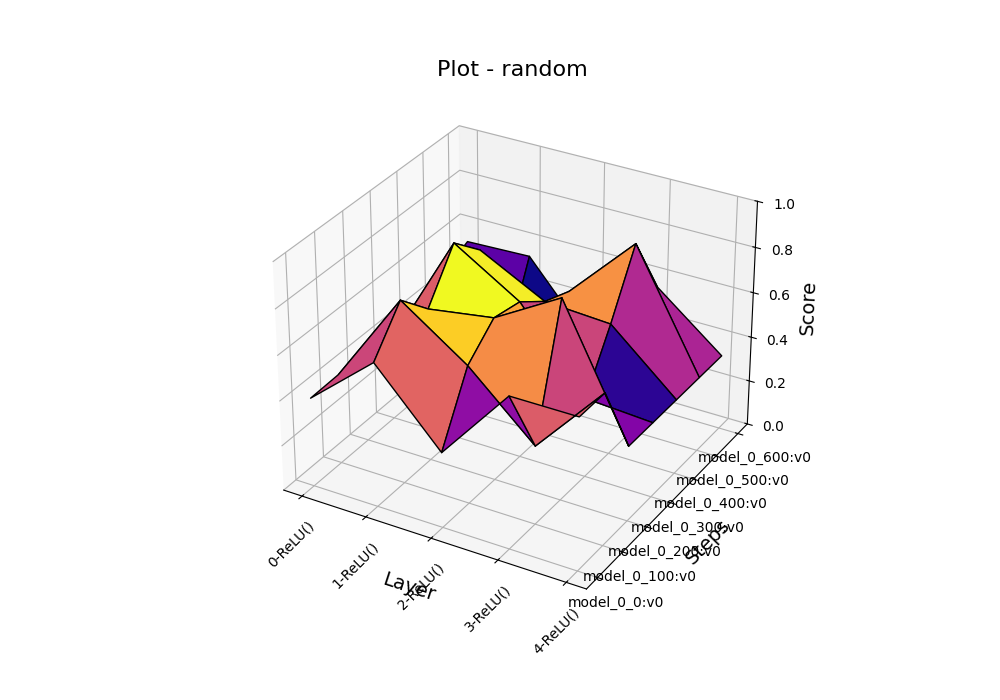 Plot - random
1.0
0.8
0.6
0.4
0.2
0.0
Score
model_0_600:v0
model_0_500:v0
model_0_400:v0
model_0_300:v0
model_0_200:v0
model_0_100:v0
model_0_0:v0
Steps
0-ReLU()
1-ReLU()
2-ReLU()
3-ReLU()
4-ReLU()
Layer